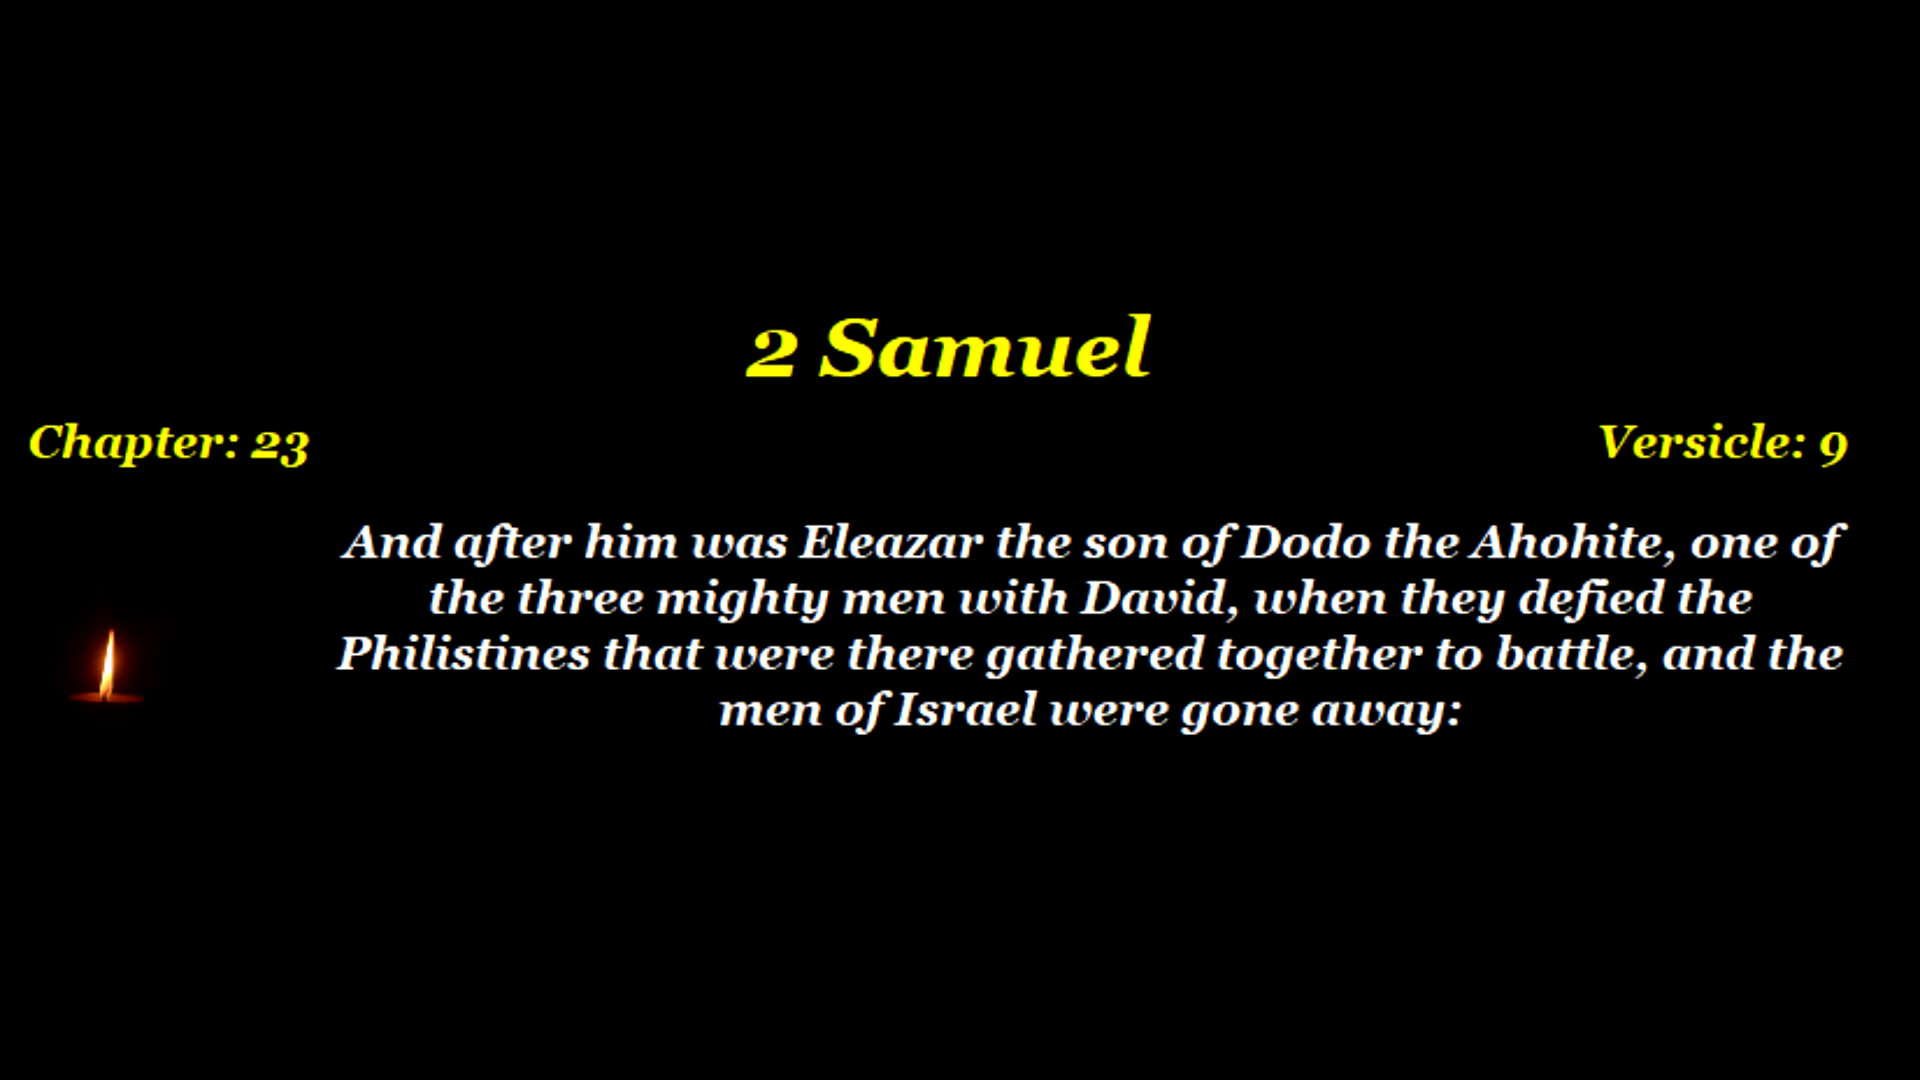 2 Samuel
Chapter: 23
Versicle: 9
And after him was Eleazar the son of Dodo the Ahohite, one of
the three mighty men with David, when they defied the
Philistines that were there gathered together to battle, and the
men of Israel were gone away: